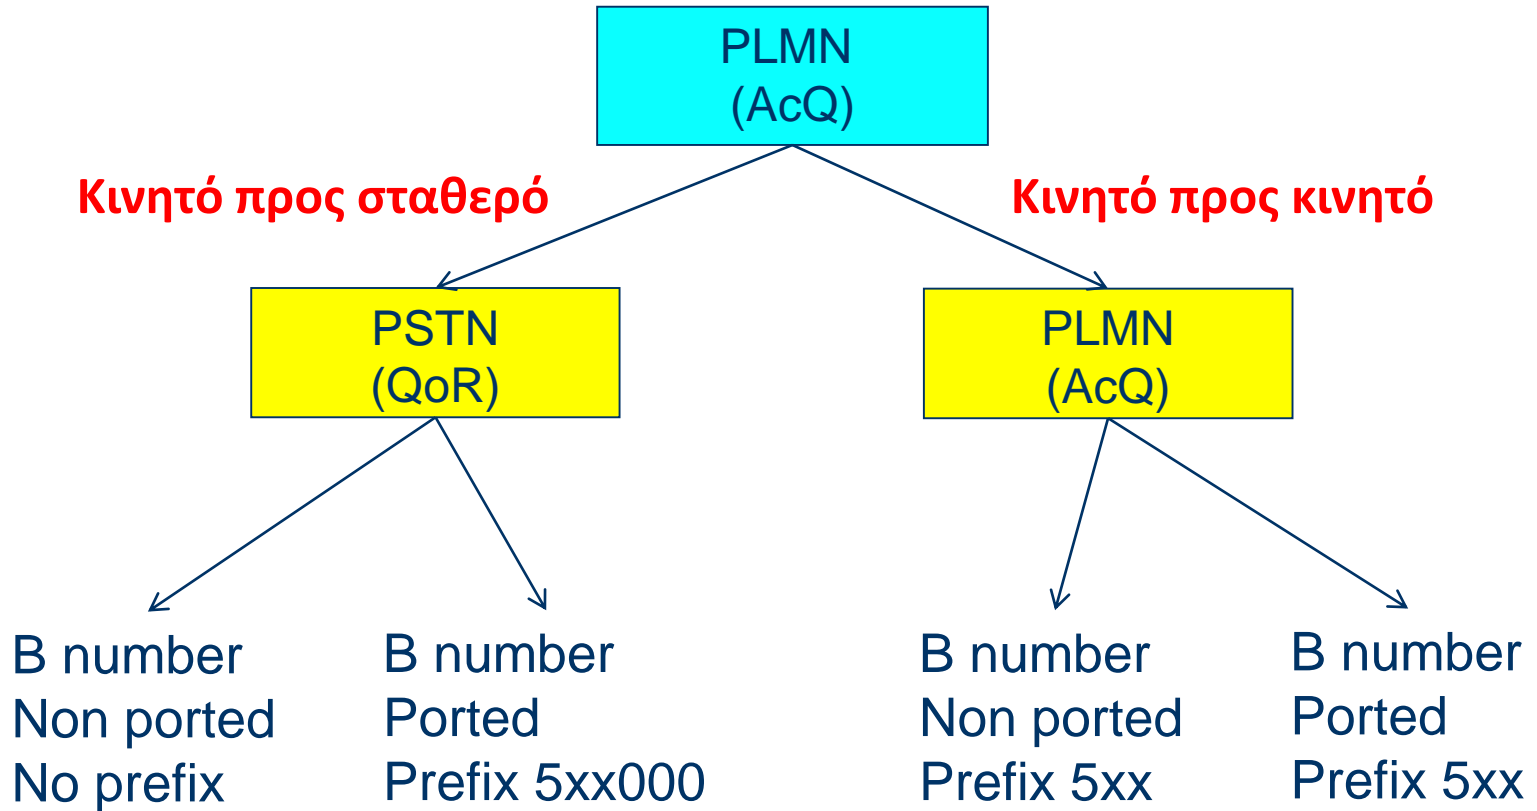 PLMN
(AcQ)
Κινητό προς σταθερό
Κινητό προς κινητό
PSTN
(QoR)
PLMN
(AcQ)
B number
Non ported
No prefix
B number
Ported
Prefix 5xx000
B number
Non ported
Prefix 5xx
B number
Ported
Prefix 5xx